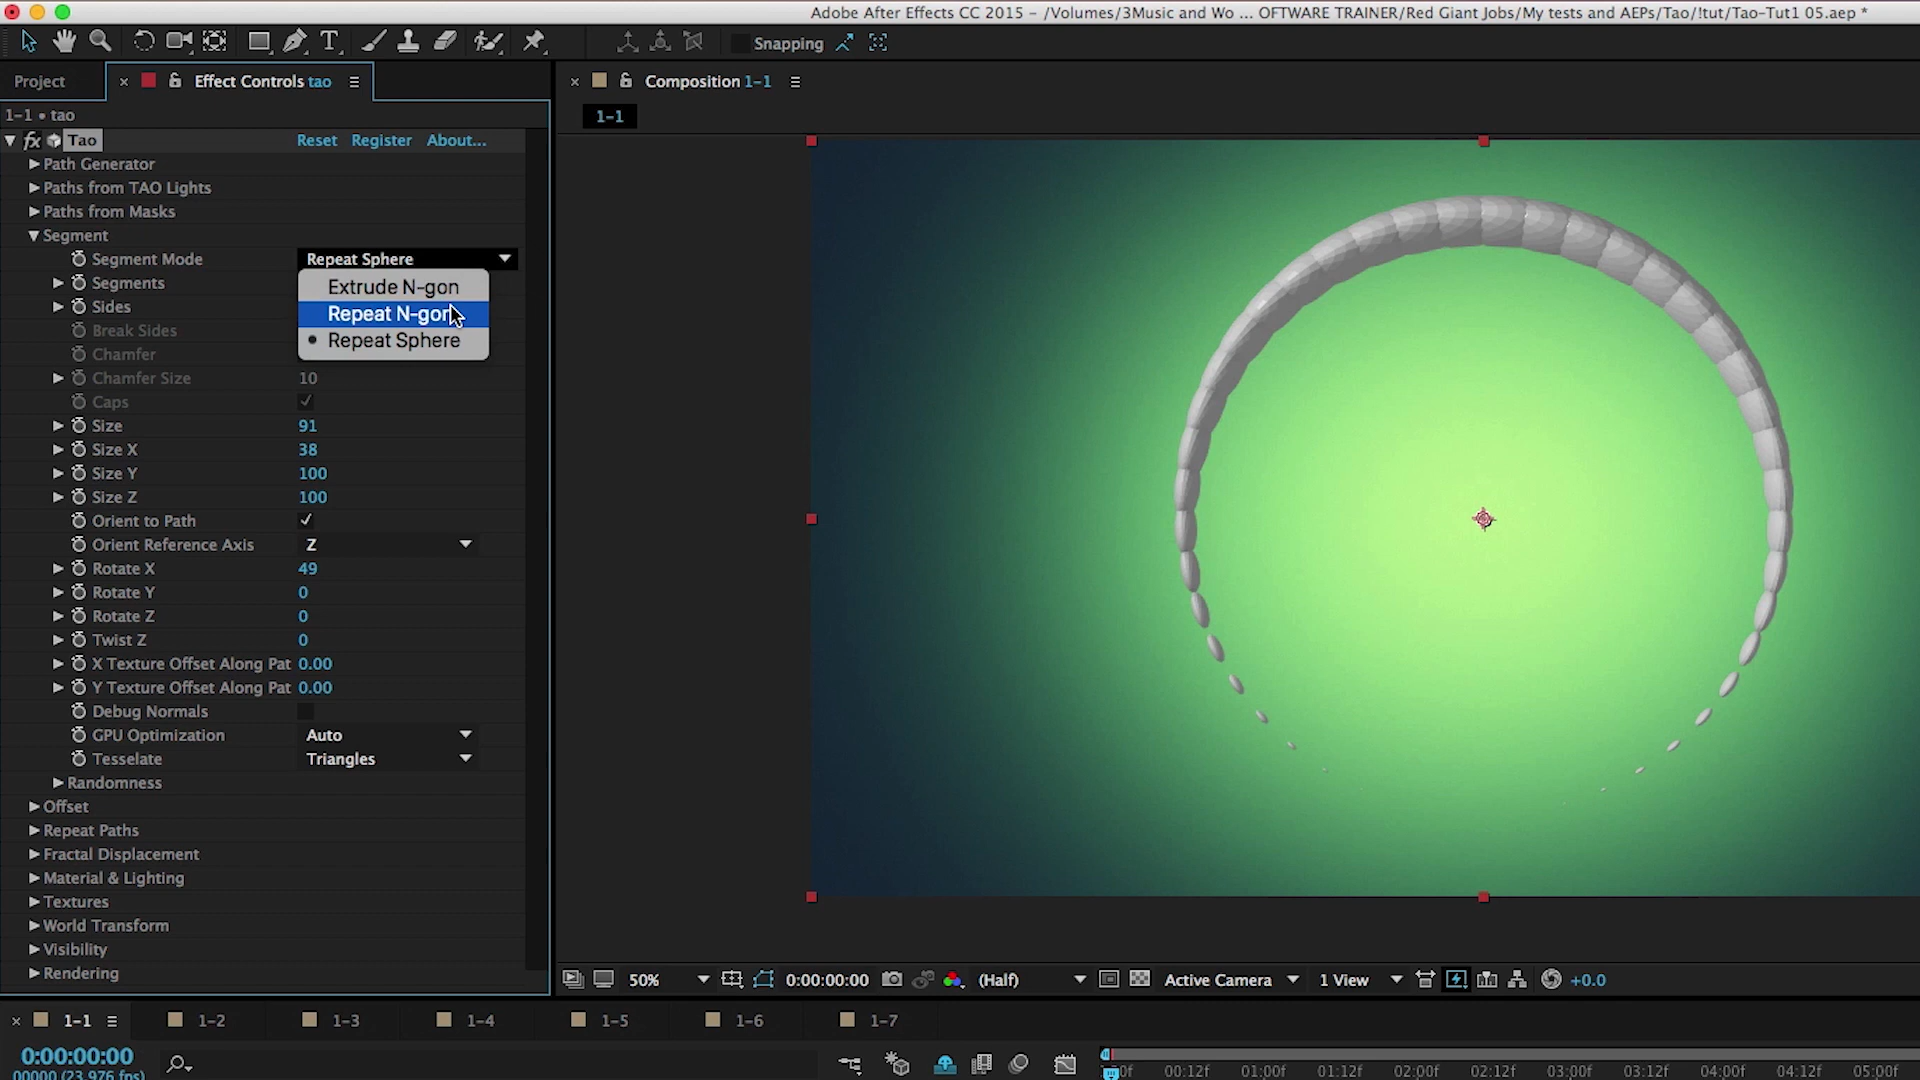 Adobe After Effects CC 2015 - /Volumes/3Music and Wo ... OFTWARE TRAINER/Red Giant Jobs/My tests and AEPs/Tao/!tut/Tao-Tut1 05.aep *
T Snapping
Project × Effect Controls tao × Composition 1-1
1-1 • tao
1-1
fx Tao Reset Register About...
Path Generator
Paths from TAO Lights
Paths from Masks
Segment
Segment Mode Repeat Sphere
Segments Extrude N-gon
Sides Repeat N-gon
Break Sides Repeat Sphere
Chamfer
Chamfer Size 10
Caps
Size 91
Size X 38
Size Y 100
Size Z 100
Orient to Path
Orient Reference Axis Z
Rotate X 49
Rotate Y 0
Rotate Z 0
Twist Z 0
X Texture Offset Along Pat 0.00
Y Texture Offset Along Pat 0.00
Debug Normals
GPU Optimization Auto
Tesselate Triangles
Randomness
Offset
Repeat Paths
Fractal Displacement
Material & Lighting
Textures
World Transform
Visibility
Rendering
50% 0:00:00:00 (Half) Active Camera 1 View +0.0
× 1-1 1-2 1-3 1-4 1-5 1-6 1-7
0:00:00:00
00000 (23.976 fps)
0f 00:12f 01:00f 01:12f 02:00f 02:12f 03:00f 03:12f 04:00f 04:12f 05:00f